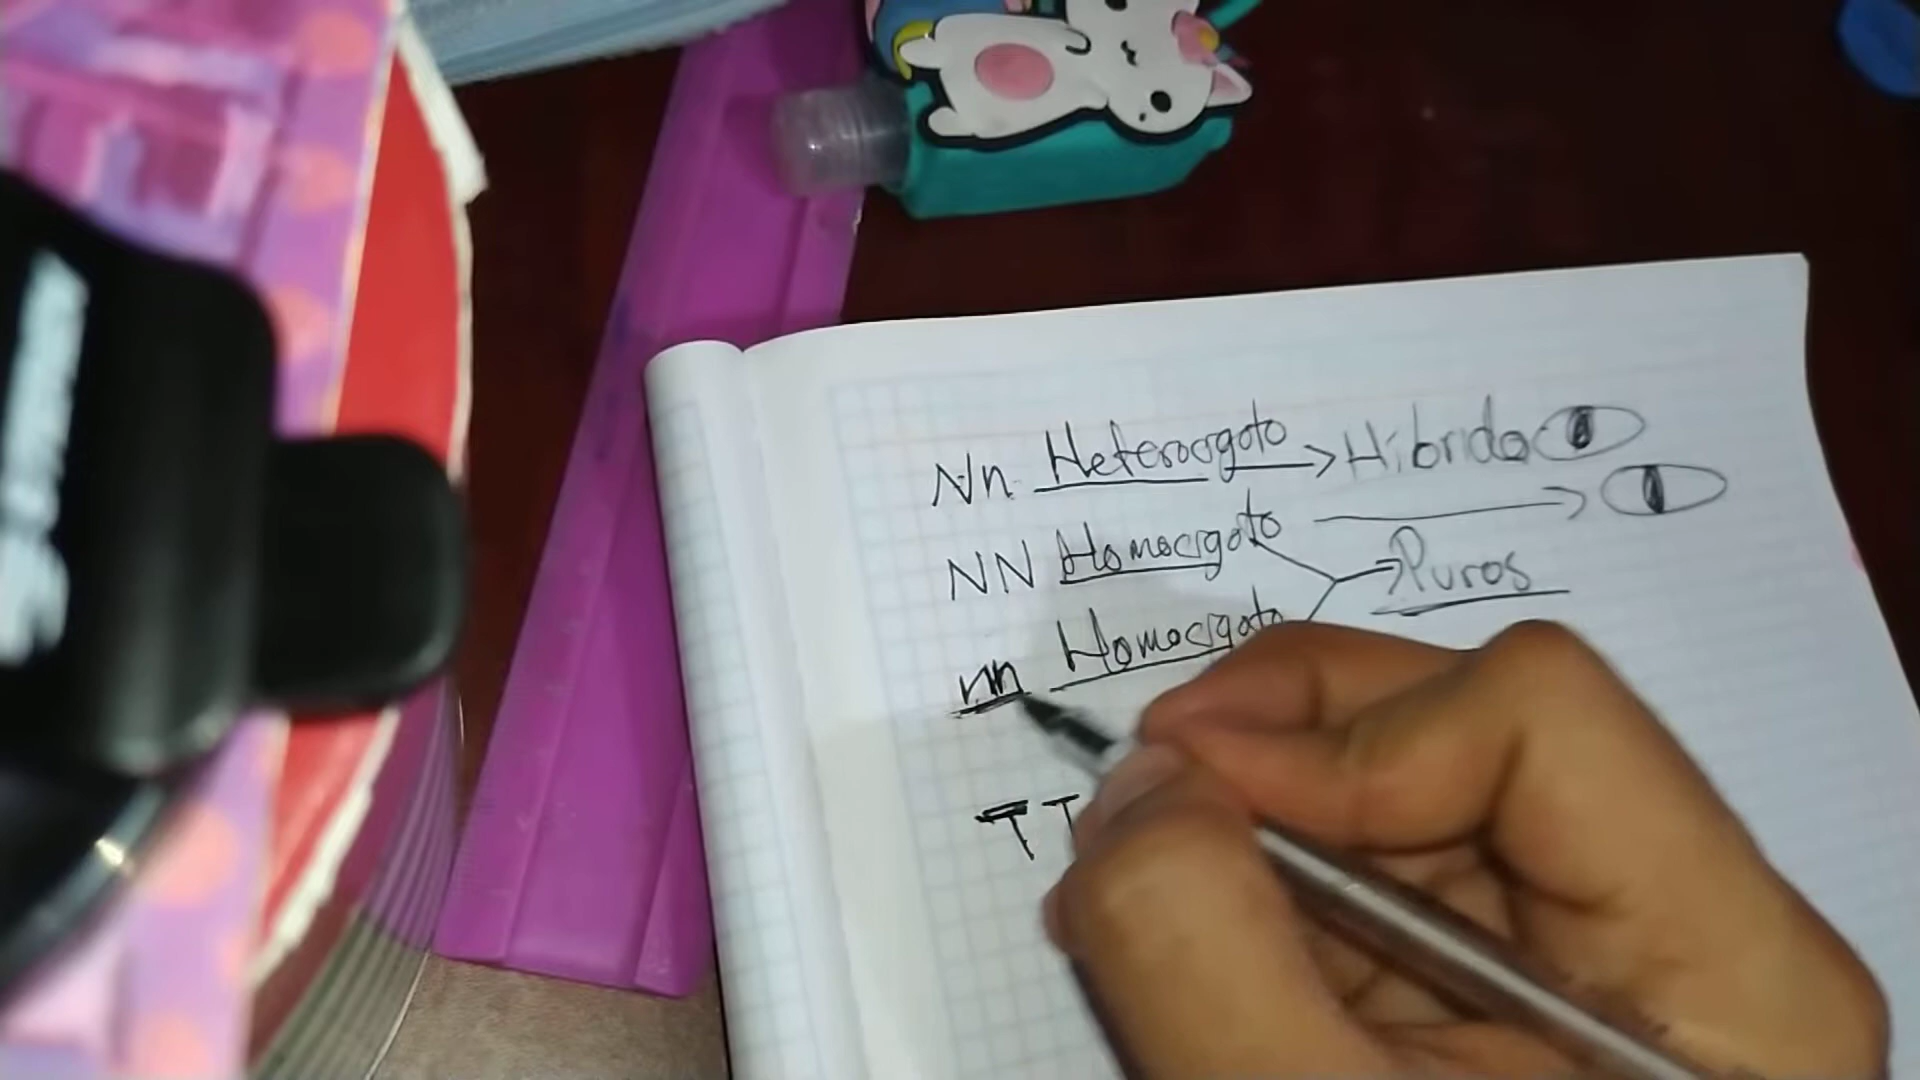 Nn Heterocigoto → Híbrido
NN Homocigoto → Puros
nn Homocigoto
TT